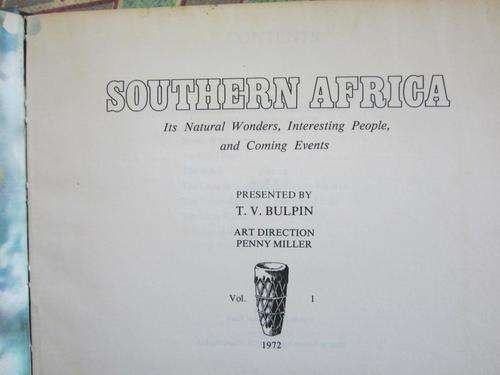 SOUTHERN AFRICA
Its Natural Wonders, Interesting People,
and Coming Events
PRESENTED BY
T. V. BULPIN
ART DIRECTION
PENNY MILLER
Vol. 1
1972